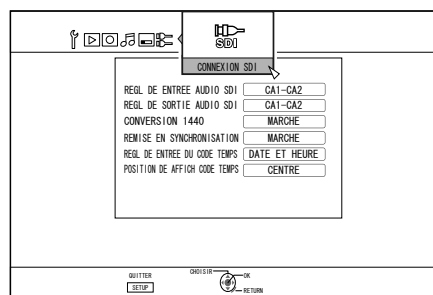 SDI
CONNEXION SDI
REGL DE ENTREE AUDIO SDI CA1-CA2
REGL DE SORTIE AUDIO SDI CA1-CA2
CONVERSION 1440 MARCHE
REMISE EN SYNCHRONISATION MARCHE
REGL DE ENTREE DU CODE TEMPS DATE ET HEURE
POSITION DE AFFICH CODE TEMPS CENTRE
QUITTER CHOISIR OK
SETUP RETURN